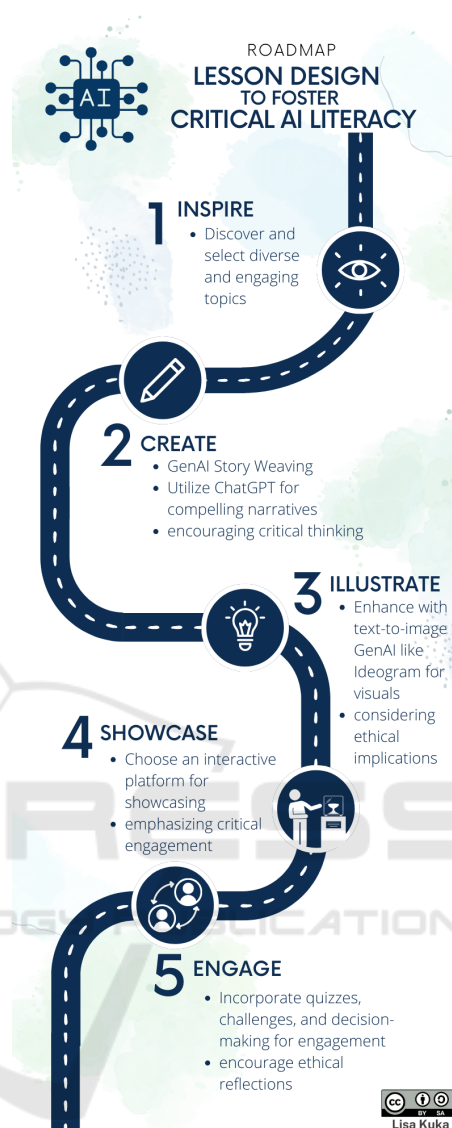 AI
ROADMAP
LESSON DESIGN
TO FOSTER
CRITICAL AI LITERACY
1 INSPIRE
• Discover and
select diverse
and engaging
topics
2 CREATE
• GenAI Story Weaving
• Utilize ChatGPT for
compelling narratives
• encouraging critical thinking
3 ILLUSTRATE
• Enhance with
text-to-image
GenAI like
Ideogram for
visuals
• considering
ethical
implications
4 SHOWCASE
• Choose an interactive
platform for
showcasing
• emphasizing critical
engagement
5 ENGAGE
• Incorporate quizzes,
challenges, and decision-
making for engagement
• encourage ethical
reflections
cc
BY SA
Lisa Kuka